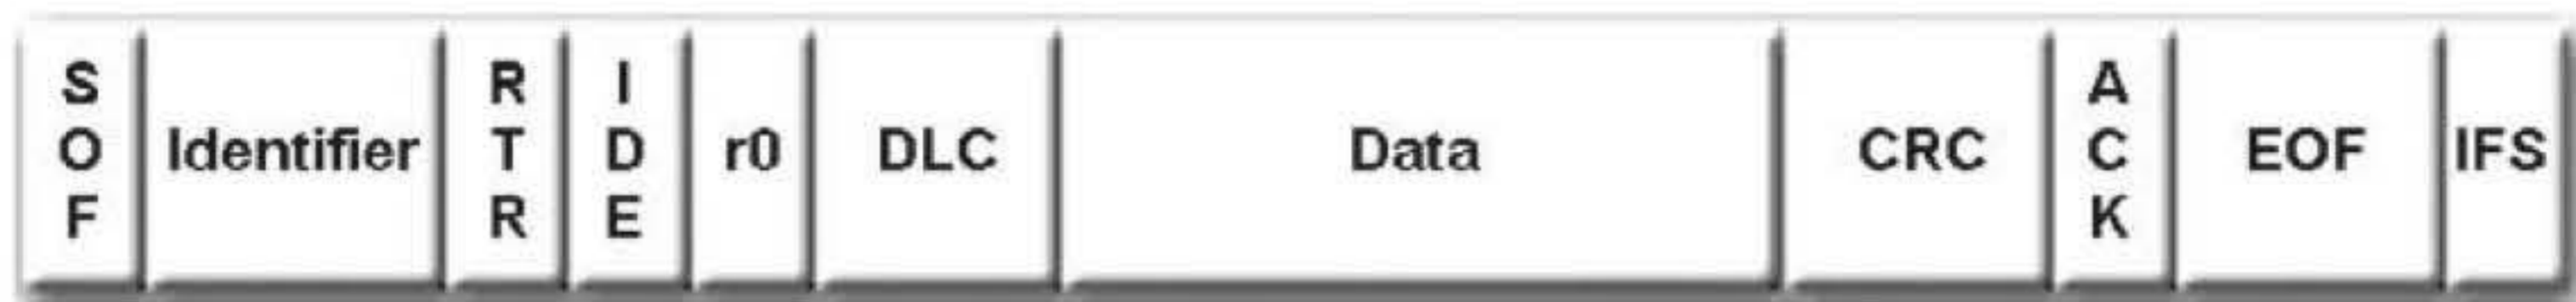 SOF Identifier RTR IDE r0 DLC Data CRC ACK EOF IFS